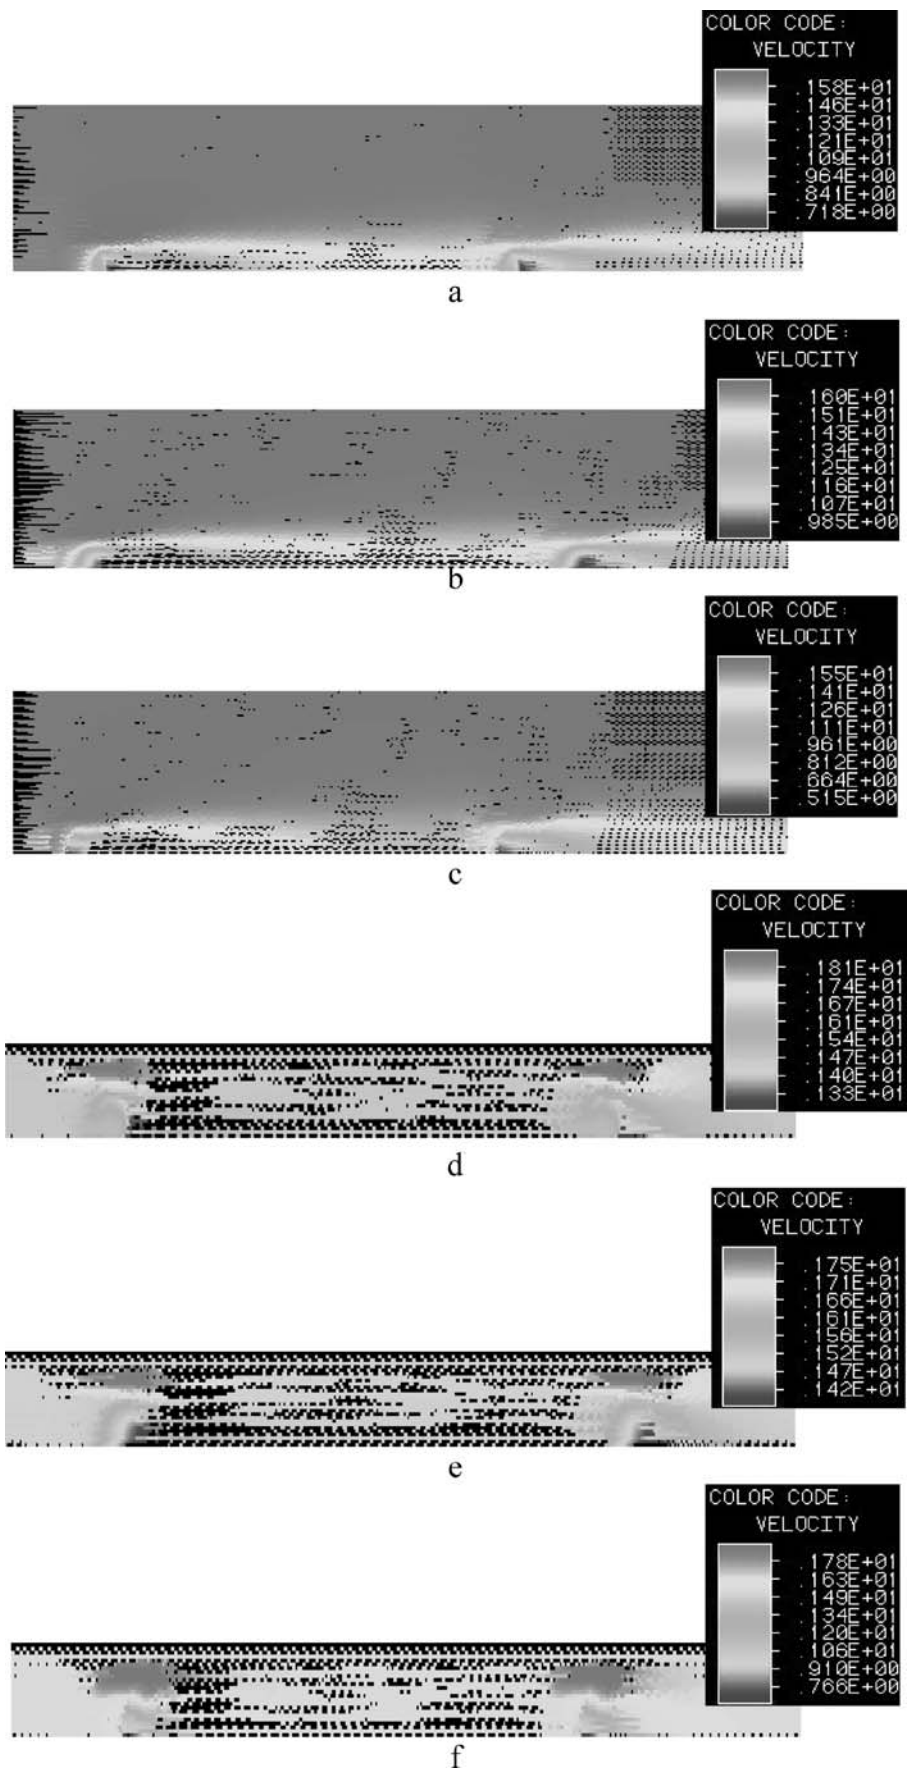 COLOR CODE:
VELOCITY
.158E+01
.146E+01
.133E+01
.121E+01
.109E+01
.964E+00
.841E+00
.718E+00
a
COLOR CODE:
VELOCITY
.160E+01
.151E+01
.143E+01
.134E+01
.125E+01
.116E+01
.107E+01
.985E+00
b
COLOR CODE:
VELOCITY
.155E+01
.141E+01
.126E+01
.111E+01
.961E+00
.812E+00
.664E+00
.515E+00
c
COLOR CODE:
VELOCITY
.181E+01
.174E+01
.167E+01
.161E+01
.154E+01
.147E+01
.140E+01
.133E+01
d
COLOR CODE:
VELOCITY
.175E+01
.171E+01
.166E+01
.161E+01
.156E+01
.152E+01
.147E+01
.142E+01
e
COLOR CODE:
VELOCITY
.178E+01
.163E+01
.149E+01
.134E+01
.120E+01
.106E+01
.910E+00
.766E+00
f